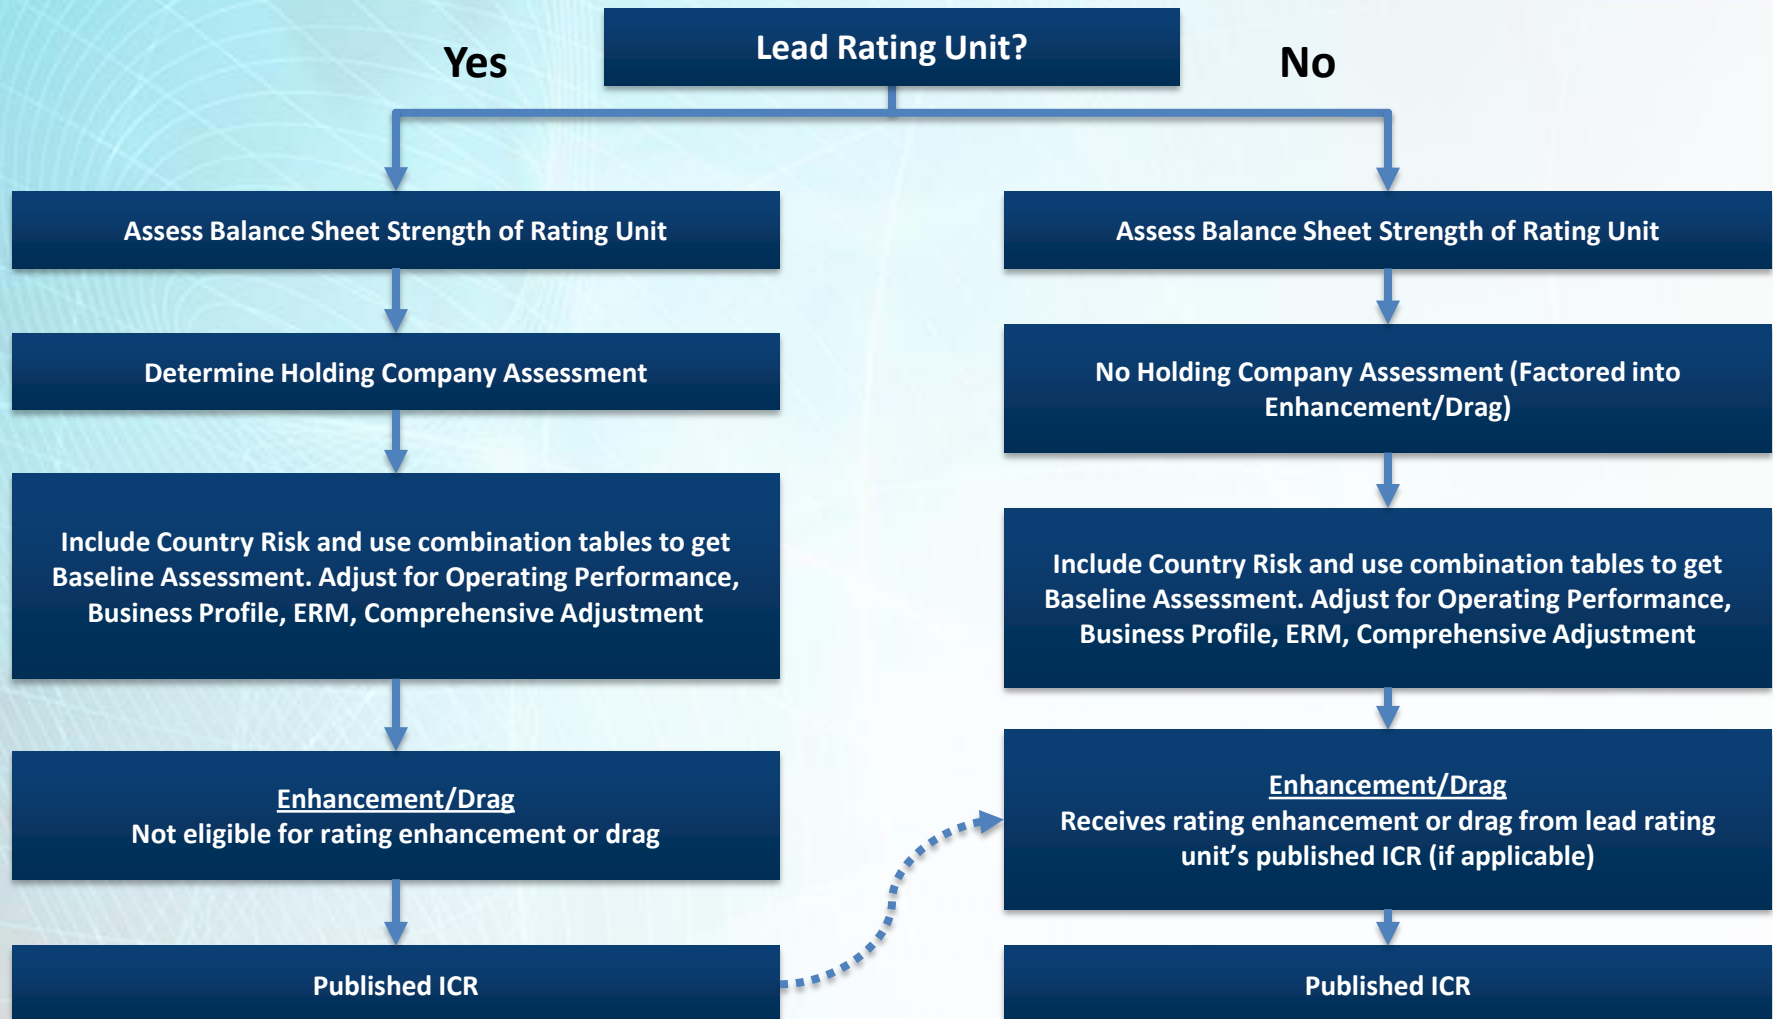 Lead Rating Unit?
Yes
No
Assess Balance Sheet Strength of Rating Unit
Determine Holding Company Assessment
Include Country Risk and use combination tables to get
Baseline Assessment. Adjust for Operating Performance,
Business Profile, ERM, Comprehensive Adjustment
Enhancement/Drag
Not eligible for rating enhancement or drag
Published ICR
Assess Balance Sheet Strength of Rating Unit
No Holding Company Assessment (Factored into
Enhancement/Drag)
Include Country Risk and use combination tables to get
Baseline Assessment. Adjust for Operating Performance,
Business Profile, ERM, Comprehensive Adjustment
Enhancement/Drag
Receives rating enhancement or drag from lead rating
unit’s published ICR (if applicable)
Published ICR